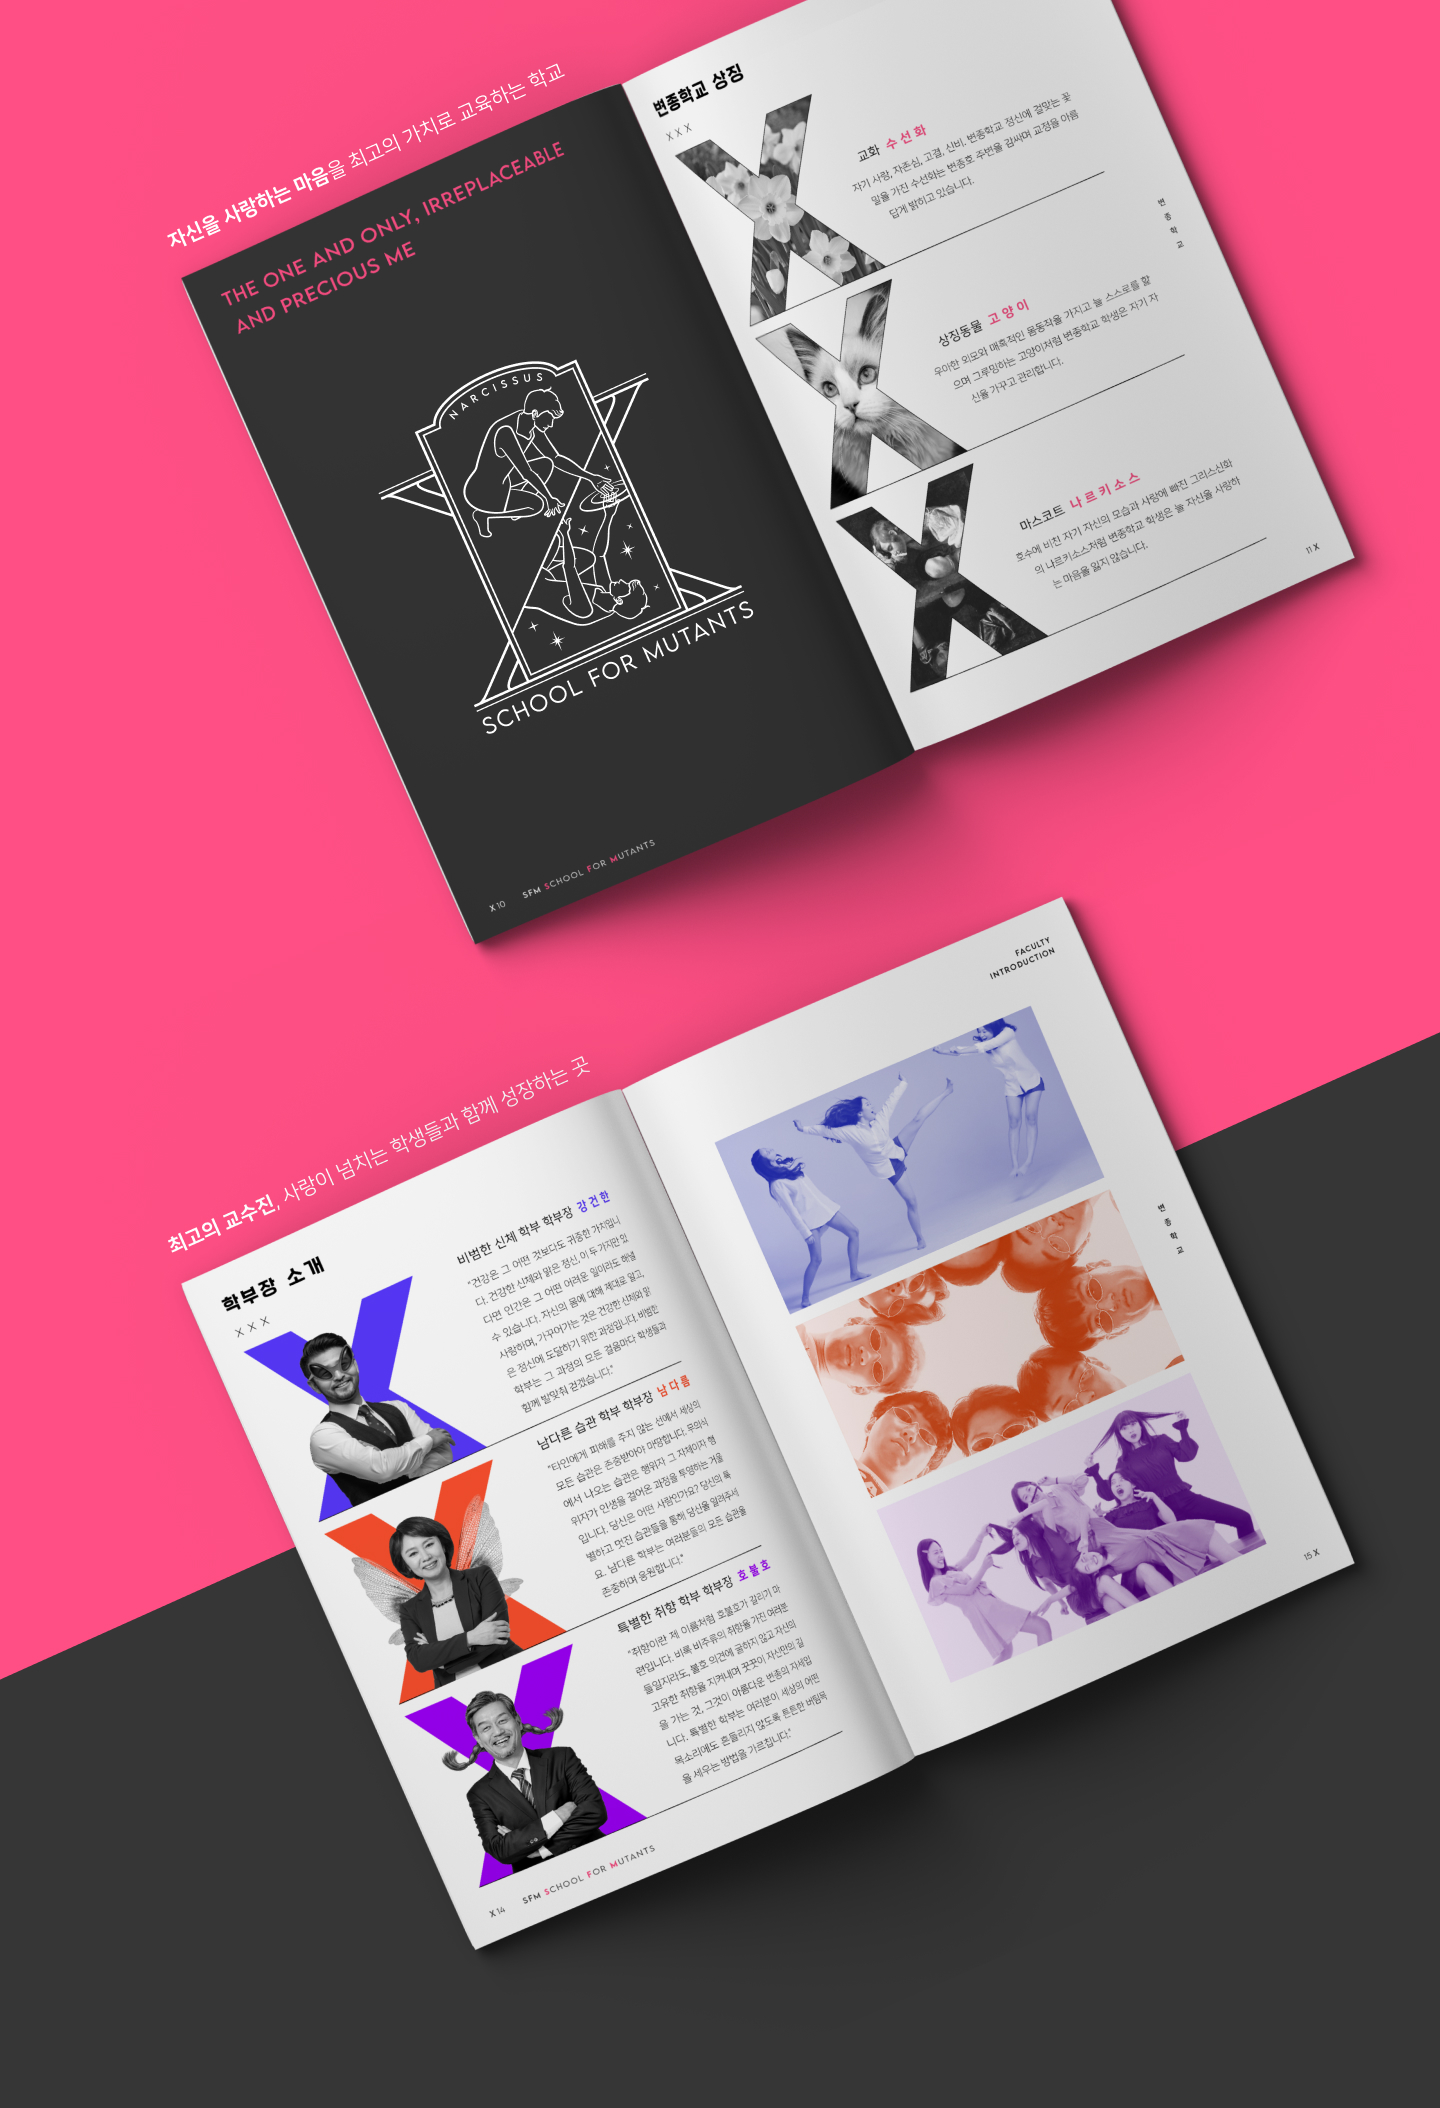 자신을 사랑하는 마음을 최고의 가치로 교육하는 학교
THE ONE AND ONLY, IRREPLACEABLE
AND PRECIOUS ME
NARCISSUS
SCHOOL FOR MUTANTS
X 10 SFM SCHOOL FOR MUTANTS
변종학교 상징
X X X
교화 수선화
자기 사랑, 자존심, 고결, 신비. 변종학교 정신에 걸맞는 꽃
말을 가진 수선화는 변종호 주변을 감싸며 교정을 아름
답게 밝히고 있습니다.
상징동물 고양이
우아한 외모와 매혹적인 몸동작을 가지고 늘 스스로를 핥
으며 그루밍하는 고양이처럼 변종학교 학생은 자기 자
신을 가꾸고 관리합니다.
마스코트 나르키소스
호수에 비친 자기 자신의 모습과 사랑에 빠진 그리스신화
의 나르키소스처럼 변종학교 학생은 늘 자신을 사랑하
는 마음을 잃지 않습니다.
변종학교
11 X
최고의 교수진, 사랑이 넘치는 학생들과 함께 성장하는 곳
학부장 소개
X X X
비범한 신체 학부 학부장 강건한
"건강은 그 어떤 것보다도 귀중한 가치입니
다. 건강한 신체와 맑은 정신, 이 두 가지만 있
다면 인간은 그 어떤 어려운 일이라도 해낼
수 있습니다. 자신의 몸에 대해 제대로 알고,
사랑하며, 가꾸어가는 것은 건강한 신체와 맑
은 정신에 도달하기 위한 과정입니다. 비범한
학부는 그 과정의 모든 걸음마다 학생들과
함께 발맞춰 걷겠습니다."
남다른 습관 학부 학부장 남다름
"타인에게 피해를 주지 않는 선에서 세상의
모든 습관은 존중받아야 마땅합니다. 무의식
에서 나오는 습관은 행위자 그 자체이자 행
위자가 인생을 걸어온 과정을 투영하는 거울
입니다. 당신은 어떤 사람인가요? 당신의 특
별하고 멋진 습관들을 통해 당신을 알려주세
요. 남다른 학부는 여러분들의 모든 습관을
존중하며 응원합니다."
특별한 취향 학부 학부장 호불호
"취향이란 제 이름처럼 호불호가 갈리기 마
련입니다. 비록 비주류의 취향을 가진 여러분
들일지라도, 불호 의견에 굴하지 않고 자신의
고유한 취향을 지켜내며 꿋꿋이 자신만의 길
을 가는 것, 그것이 아름다운 변종의 자세입
니다. 특별한 학부는 여러분이 세상의 어떤
목소리에도 흔들리지 않도록 튼튼한 버팀목
을 세우는 방법을 가르칩니다."
X 14 SFM SCHOOL FOR MUTANTS
FACULTY
INTRODUCTION
변종학교
15 X